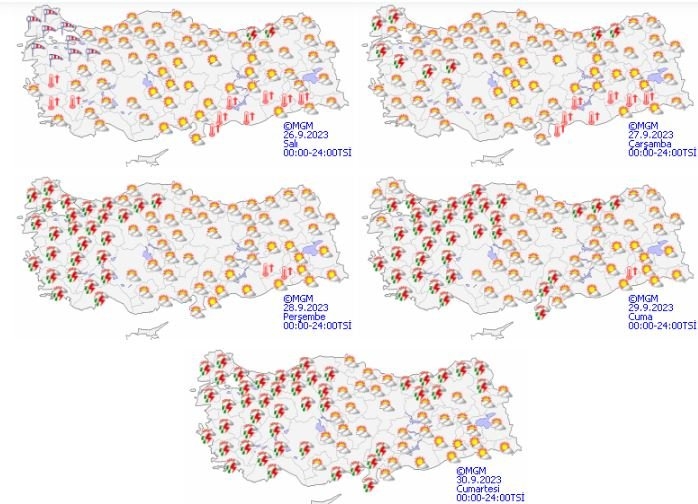 ©MGM
26.9.2023
Salı
00:00-24:00TSİ
©MGM
27.9.2023
Çarşamba
00:00-24:00TSİ
©MGM
28.9.2023
Perşembe
00:00-24:00TSİ
©MGM
29.9.2023
Cuma
00:00-24:00TSİ
©MGM
30.9.2023
Cumartesi
00:00-24:00TSİ